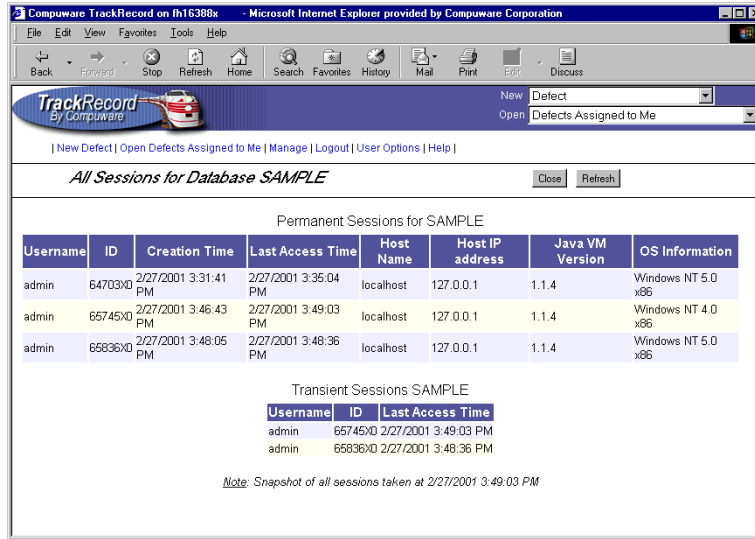 Compuware TrackRecord on fh16388x - Microsoft Internet Explorer provided by Compuware Corporation
File Edit View Favorites Tools Help
Back Forward Stop Refresh Home Search Favorites History Mail Print Edit Discuss
TrackRecord
By Compuware
New Defect
Open Defects Assigned to Me
| New Defect | Open Defects Assigned to Me | Manage | Logout | User Options | Help |
All Sessions for Database SAMPLE
Close Refresh
Permanent Sessions for SAMPLE
Username ID Creation Time Last Access Time Host Name Host IP address Java VM Version OS Information
admin 64703X0 2/27/2001 3:31:41 PM 2/27/2001 3:35:04 PM localhost 127.0.0.1 1.1.4 Windows NT 5.0 x86
admin 65745X0 2/27/2001 3:46:43 PM 2/27/2001 3:49:03 PM localhost 127.0.0.1 1.1.4 Windows NT 4.0 x86
admin 65836X0 2/27/2001 3:48:05 PM 2/27/2001 3:48:36 PM localhost 127.0.0.1 1.1.4 Windows NT 5.0 x86
Transient Sessions SAMPLE
Username ID Last Access Time
admin 65745X0 2/27/2001 3:49:03 PM
admin 65836X0 2/27/2001 3:48:36 PM
Note: Snapshot of all sessions taken at 2/27/2001 3:49:03 PM